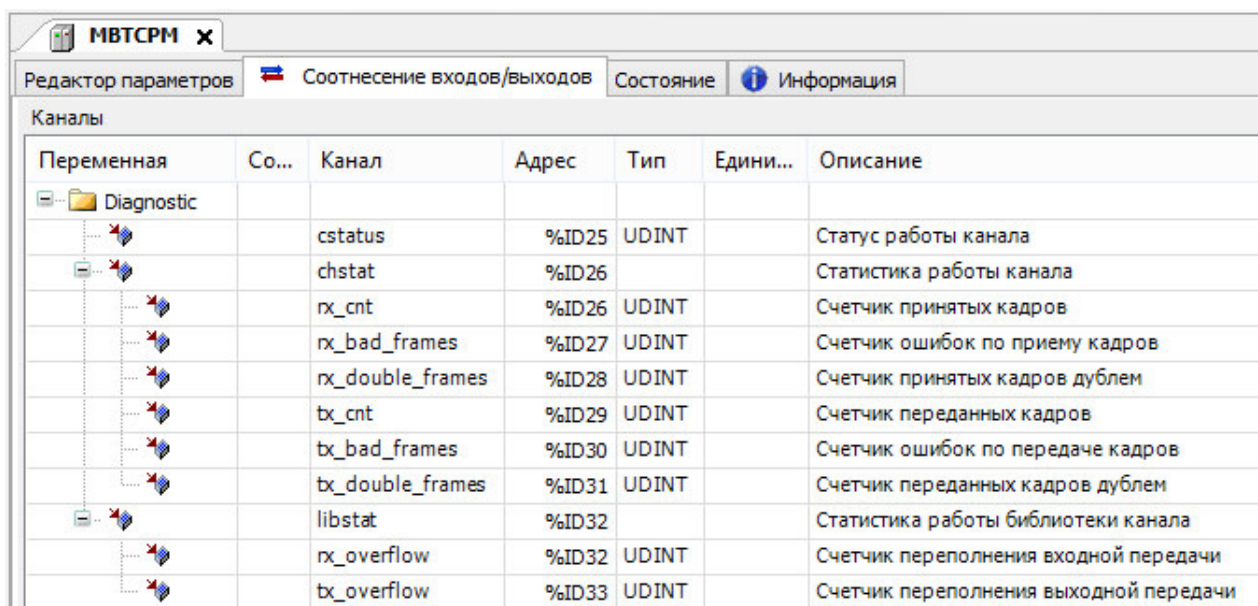 MBTCPM
Редактор параметров Соотнесение входов/выходов Состояние Информация
Каналы
Переменная Со... Канал Адрес Тип Едини... Описание
Diagnostic
cstatus %ID25 UDINT Статус работы канала
chstat %ID26 Статистика работы канала
rx_cnt %ID26 UDINT Счетчик принятых кадров
rx_bad_frames %ID27 UDINT Счетчик ошибок по приему кадров
rx_double_frames %ID28 UDINT Счетчик принятых кадров дублем
tx_cnt %ID29 UDINT Счетчик переданных кадров
tx_bad_frames %ID30 UDINT Счетчик ошибок по передаче кадров
tx_double_frames %ID31 UDINT Счетчик переданных кадров дублем
libstat %ID32 Статистика работы библиотеки канала
rx_overflow %ID32 UDINT Счетчик переполнения входной передачи
tx_overflow %ID33 UDINT Счетчик переполнения выходной передачи